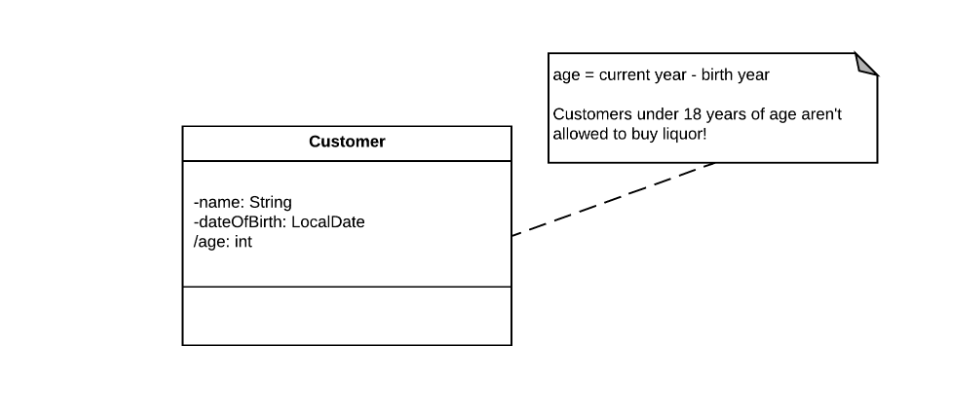 age = current year - birth year
Customers under 18 years of age aren't
allowed to buy liquor!
Customer
-name: String
-dateOfBirth: LocalDate
/age: int